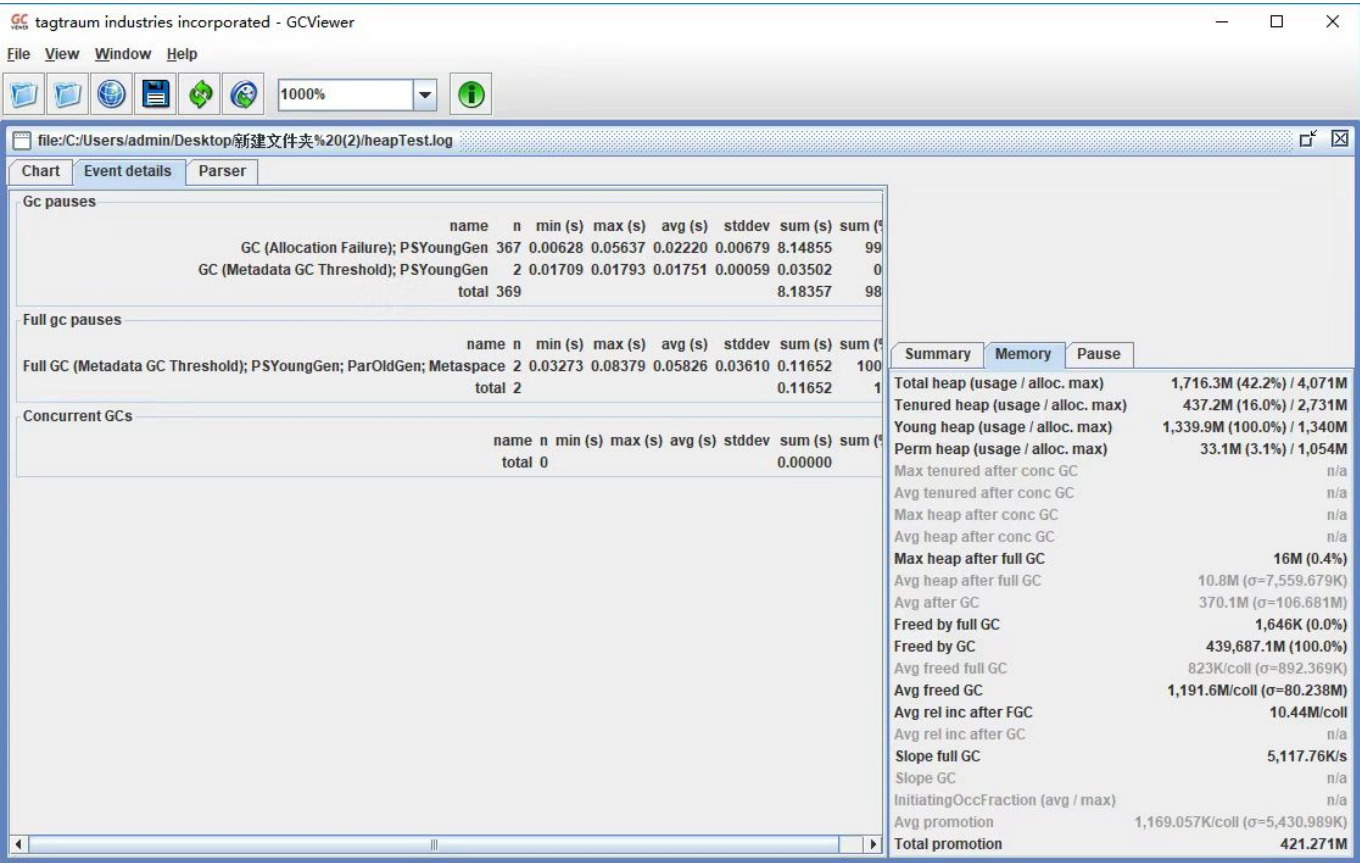 GC VIEWER tagtraum industries incorporated - GCViewer
File View Window Help
1000%
file:/C:/Users/admin/Desktop/新建文件夹%20(2)/heapTest.log
Chart Event details Parser
Gc pauses
name n min (s) max (s) avg (s) stddev sum (s) sum (%
GC (Allocation Failure); PSYoungGen 367 0.00628 0.05637 0.02220 0.00679 8.14855 99
GC (Metadata GC Threshold); PSYoungGen 2 0.01709 0.01793 0.01751 0.00059 0.03502 0
total 369 8.18357 98
Full gc pauses
name n min (s) max (s) avg (s) stddev sum (s) sum (%
Full GC (Metadata GC Threshold); PSYoungGen; ParOldGen; Metaspace 2 0.03273 0.08379 0.05826 0.03610 0.11652 100
total 2 0.11652 1
Concurrent GCs
name n min (s) max (s) avg (s) stddev sum (s) sum (%
total 0 0.00000
Summary Memory Pause
Total heap (usage / alloc. max) 1,716.3M (42.2%) / 4,071M
Tenured heap (usage / alloc. max) 437.2M (16.0%) / 2,731M
Young heap (usage / alloc. max) 1,339.9M (100.0%) / 1,340M
Perm heap (usage / alloc. max) 33.1M (3.1%) / 1,054M
Max tenured after conc GC n/a
Avg tenured after conc GC n/a
Max heap after conc GC n/a
Avg heap after conc GC n/a
Max heap after full GC 16M (0.4%)
Avg heap after full GC 10.8M (σ=7,559.679K)
Avg after GC 370.1M (σ=106.681M)
Freed by full GC 1,646K (0.0%)
Freed by GC 439,687.1M (100.0%)
Avg freed full GC 823K/coll (σ=892.369K)
Avg freed GC 1,191.6M/coll (σ=80.238M)
Avg rel inc after FGC 10.44M/coll
Avg rel inc after GC n/a
Slope full GC 5,117.76K/s
Slope GC n/a
InitiatingOccFraction (avg / max) n/a
Avg promotion 1,169.057K/coll (σ=5,430.989K)
Total promotion 421.271M